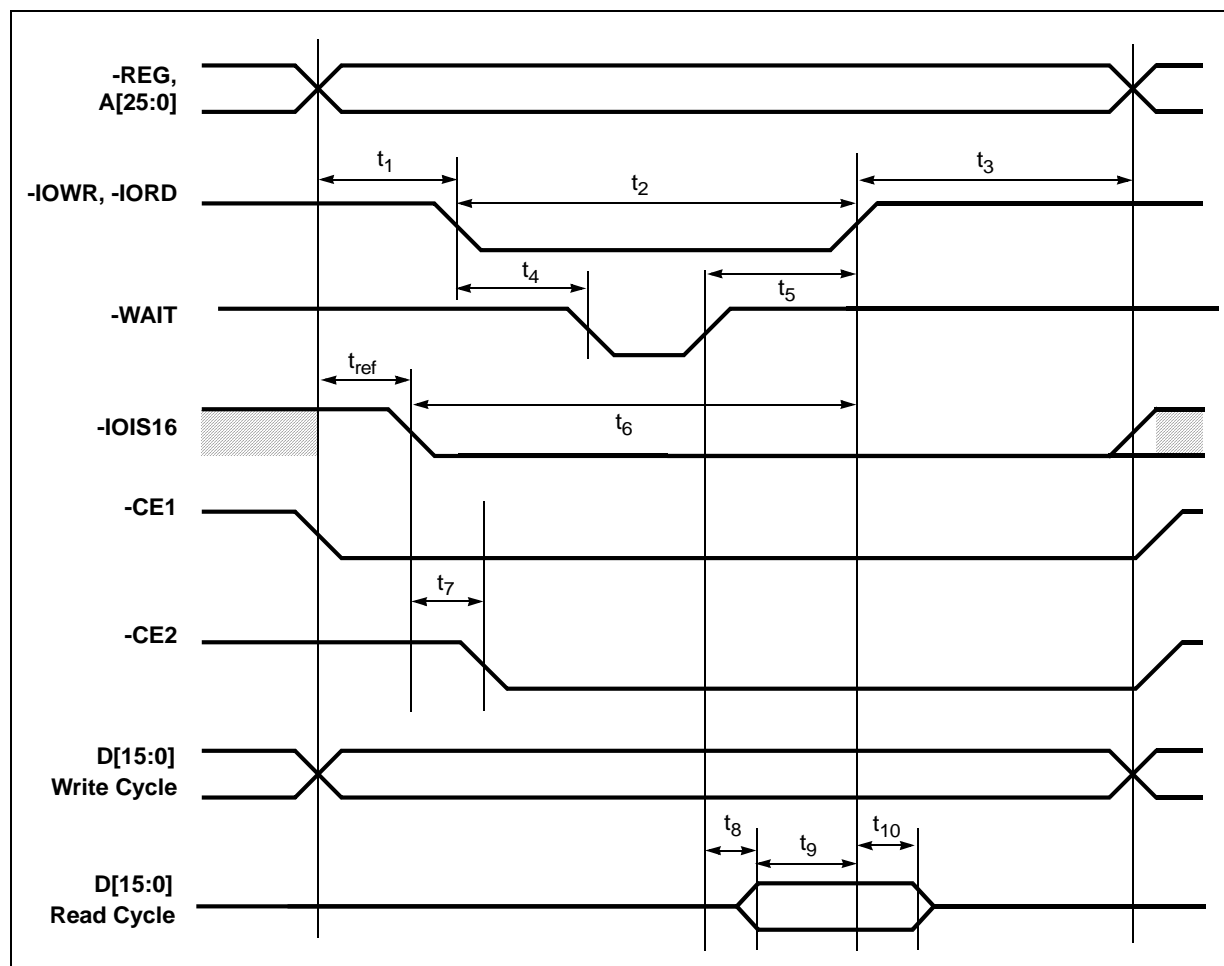 -REG,
A[25:0]
t1
t3
-IOWR, -IORD
t2
t4
t5
-WAIT
tref
-IOIS16
t6
-CE1
t7
-CE2
D[15:0]
Write Cycle
t8
t9
t10
D[15:0]
Read Cycle